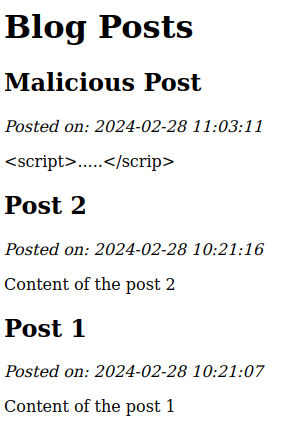 Blog Posts
Malicious Post
Posted on: 2024-02-28 11:03:11
<script>.....</scrip>
Post 2
Posted on: 2024-02-28 10:21:16
Content of the post 2
Post 1
Posted on: 2024-02-28 10:21:07
Content of the post 1